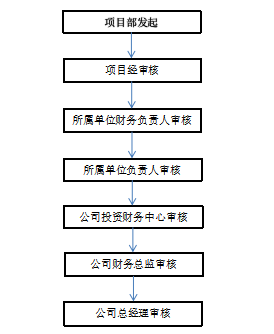 项目部发起
项目经审核
所属单位财务负责人审核
所属单位负责人审核
公司投资财务中心审核
公司财务总监审核
公司总经理审核